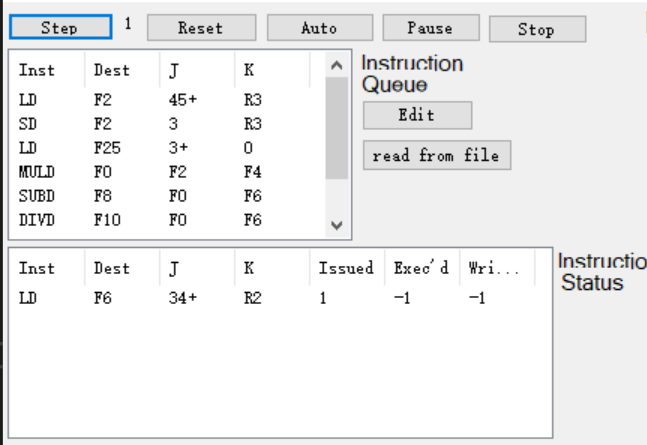 Step 1 Reset Auto Pause Stop
Inst Dest J K
LD F2 45+ R3
SD F2 3 R3
LD F25 3+ 0
MULD F0 F2 F4
SUBD F8 F0 F6
DIVD F10 F0 F6
Instruction
Queue
Edit
read from file
Inst Dest J K Issued Exec'd Wri...
LD F6 34+ R2 1 -1 -1
Instructio
Status